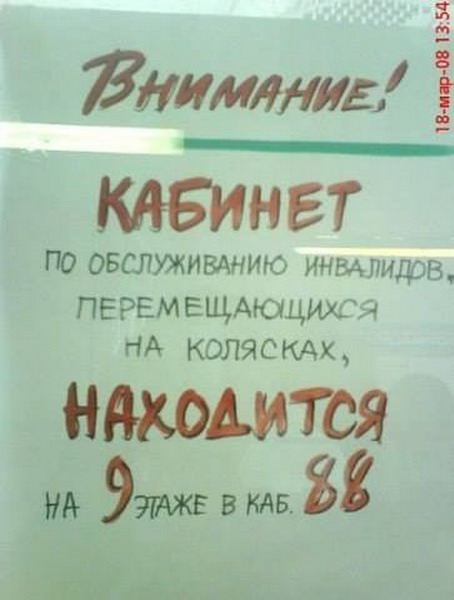 18-мар-08 13:54
Внимание!
КАБИНЕТ
ПО ОБСЛУЖИВАНИЮ ИНВАЛИДОВ,
ПЕРЕМЕЩАЮЩИХСЯ
НА КОЛЯСКАХ,
НАХОДИТСЯ
НА 9 ЭТАЖЕ В КАБ. 88